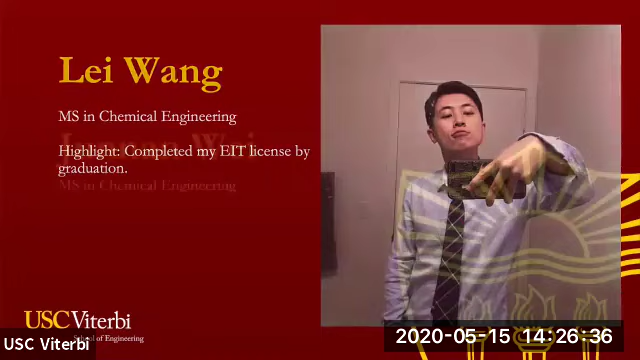 Lei Wang
MS in Chemical Engineering
Highlight: Completed my EIT license by
graduation.
MS in Chemical Engineering
USC Viterbi
School of Engineering
USC Viterbi
2020-05-15 14:26:36